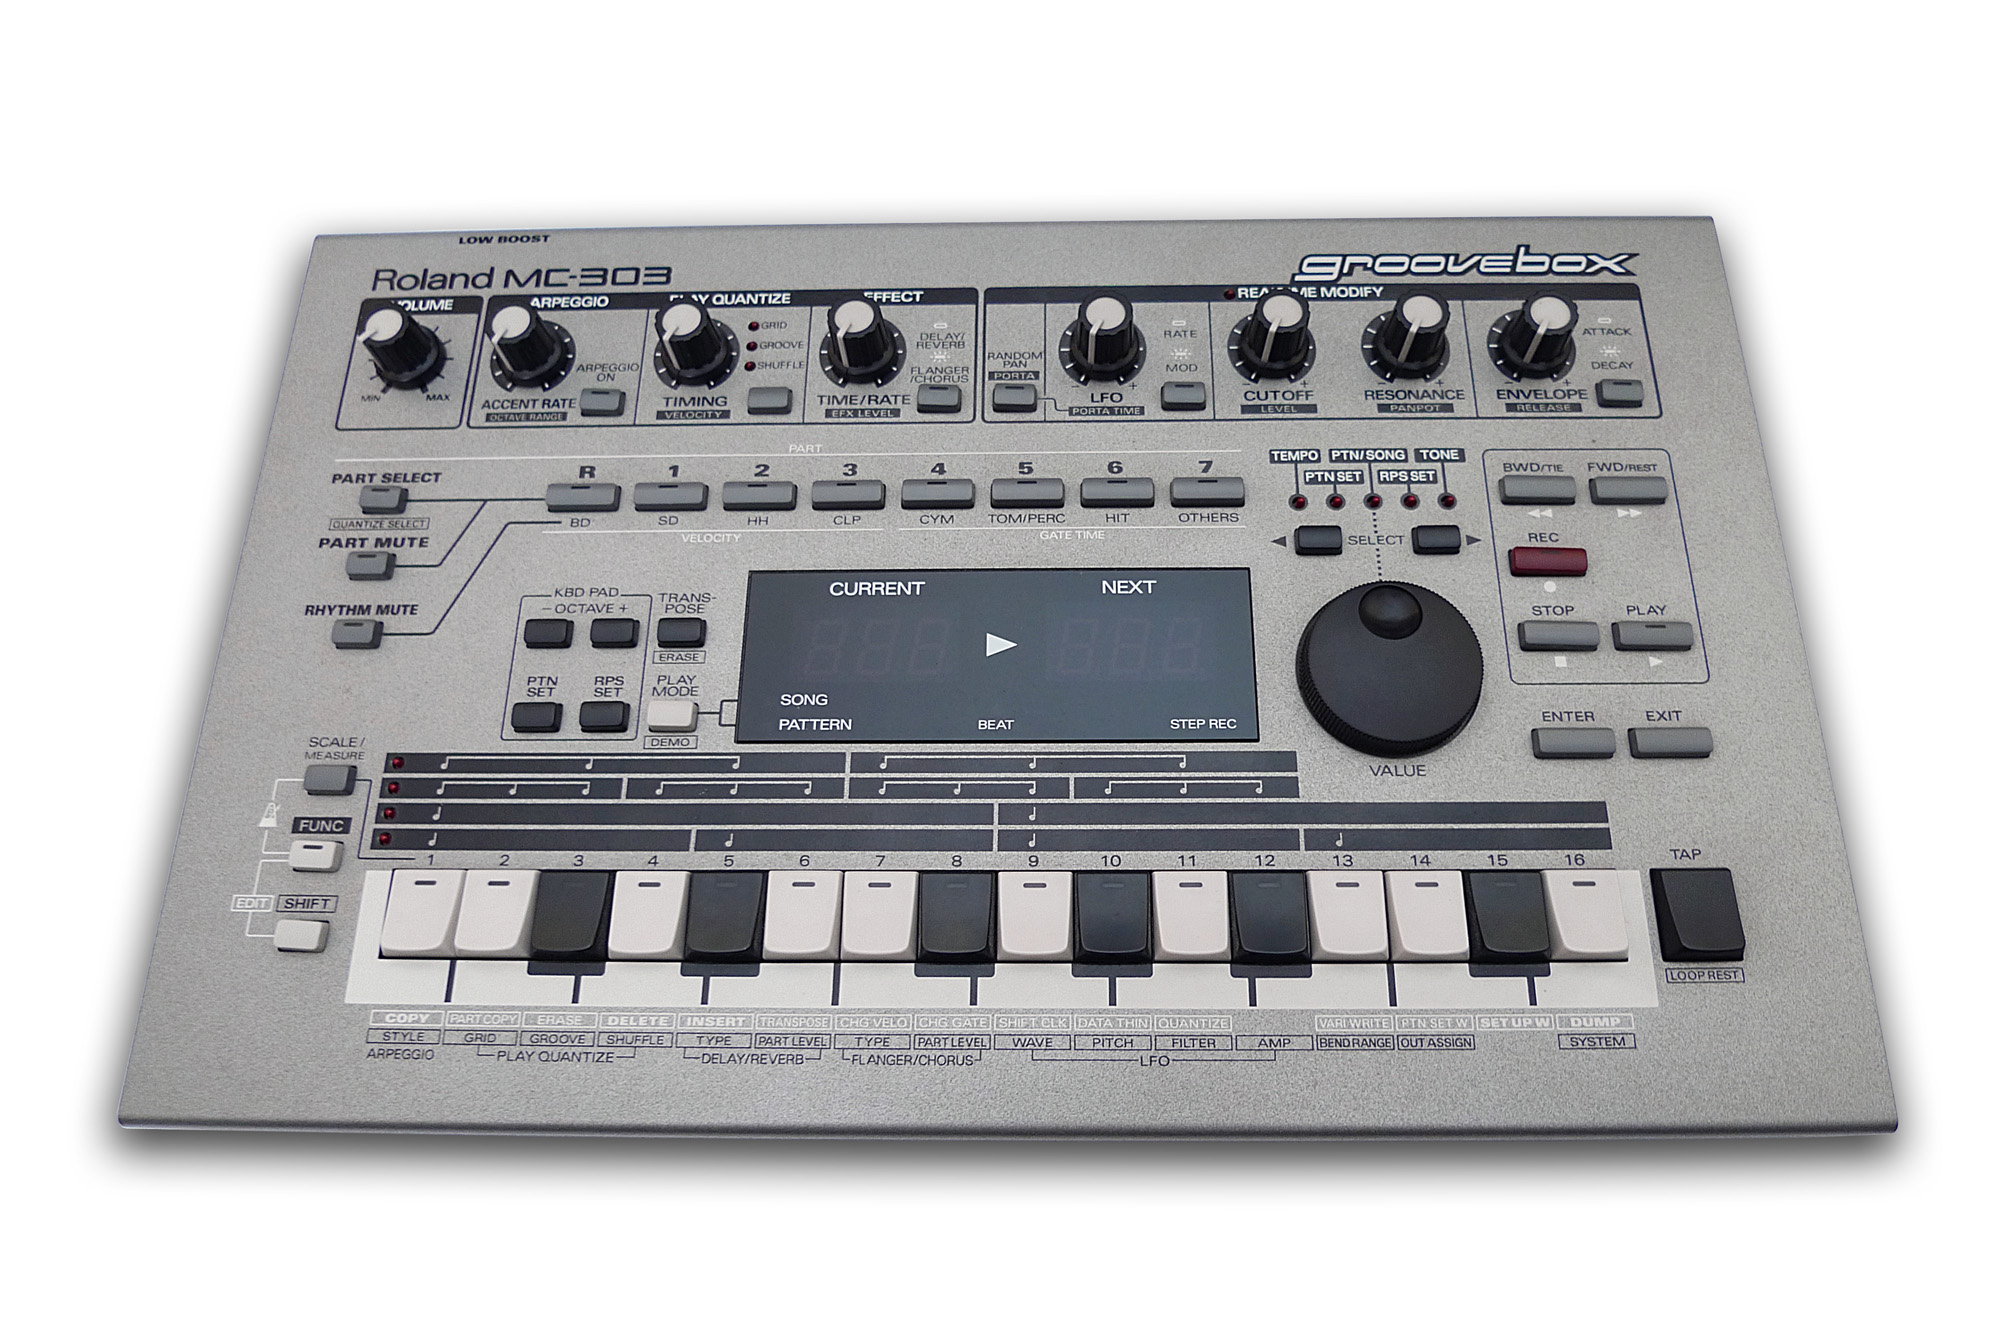 LOW BOOST
Roland MC-303
groovebox
VOLUME
MIN MAX
ARPEGGIO
ACCENT RATE
OCTAVE RANGE
ARPEGGIO
ON
PLAY QUANTIZE
GRID
GROOVE
SHUFFLE
TIMING
VELOCITY
EFFECT
DELAY/
REVERB
FLANGER
/CHORUS
TIME/RATE
EFX LEVEL
REALTIME MODIFY
RANDOM
PAN
PORTA
- +
LFO
PORTA TIME
RATE
MOD
- +
CUTOFF
LEVEL
- +
RESONANCE
PANPOT
- +
ENVELOPE
RELEASE
ATTACK
DECAY
PART
PART SELECT
QUANTIZE SELECT
PART MUTE
RHYTHM MUTE
R 1 2 3 4 5 6 7
BD SD HH CLP CYM TOM/PERC HIT OTHERS
VELOCITY GATE TIME
TEMPO PTN/SONG TONE
PTN SET RPS SET
SELECT
VALUE
BWD/TIE FWD/REST
REC
STOP PLAY
ENTER EXIT
KBD PAD
- OCTAVE +
TRANS-
POSE
ERASE
PTN
SET
RPS
SET
PLAY
MODE
DEMO
CURRENT NEXT
SONG
PATTERN BEAT STEP REC
SCALE/
MEASURE
FUNC
EDIT SHIFT
1 2 3 4 5 6 7 8 9 10 11 12 13 14 15 16
TAP
LOOP REST
COPY PART COPY ERASE DELETE INSERT TRANSPOSE CHG VELO CHG GATE SHIFT CLK DATA THIN QUANTIZE VARI WRITE PTN SET W SET UP W DUMP
STYLE GRID GROOVE SHUFFLE TYPE PART LEVEL TYPE PART LEVEL WAVE PITCH FILTER AMP BEND RANGE OUT ASSIGN SYSTEM
ARPEGGIO PLAY QUANTIZE DELAY/REVERB FLANGER/CHORUS LFO